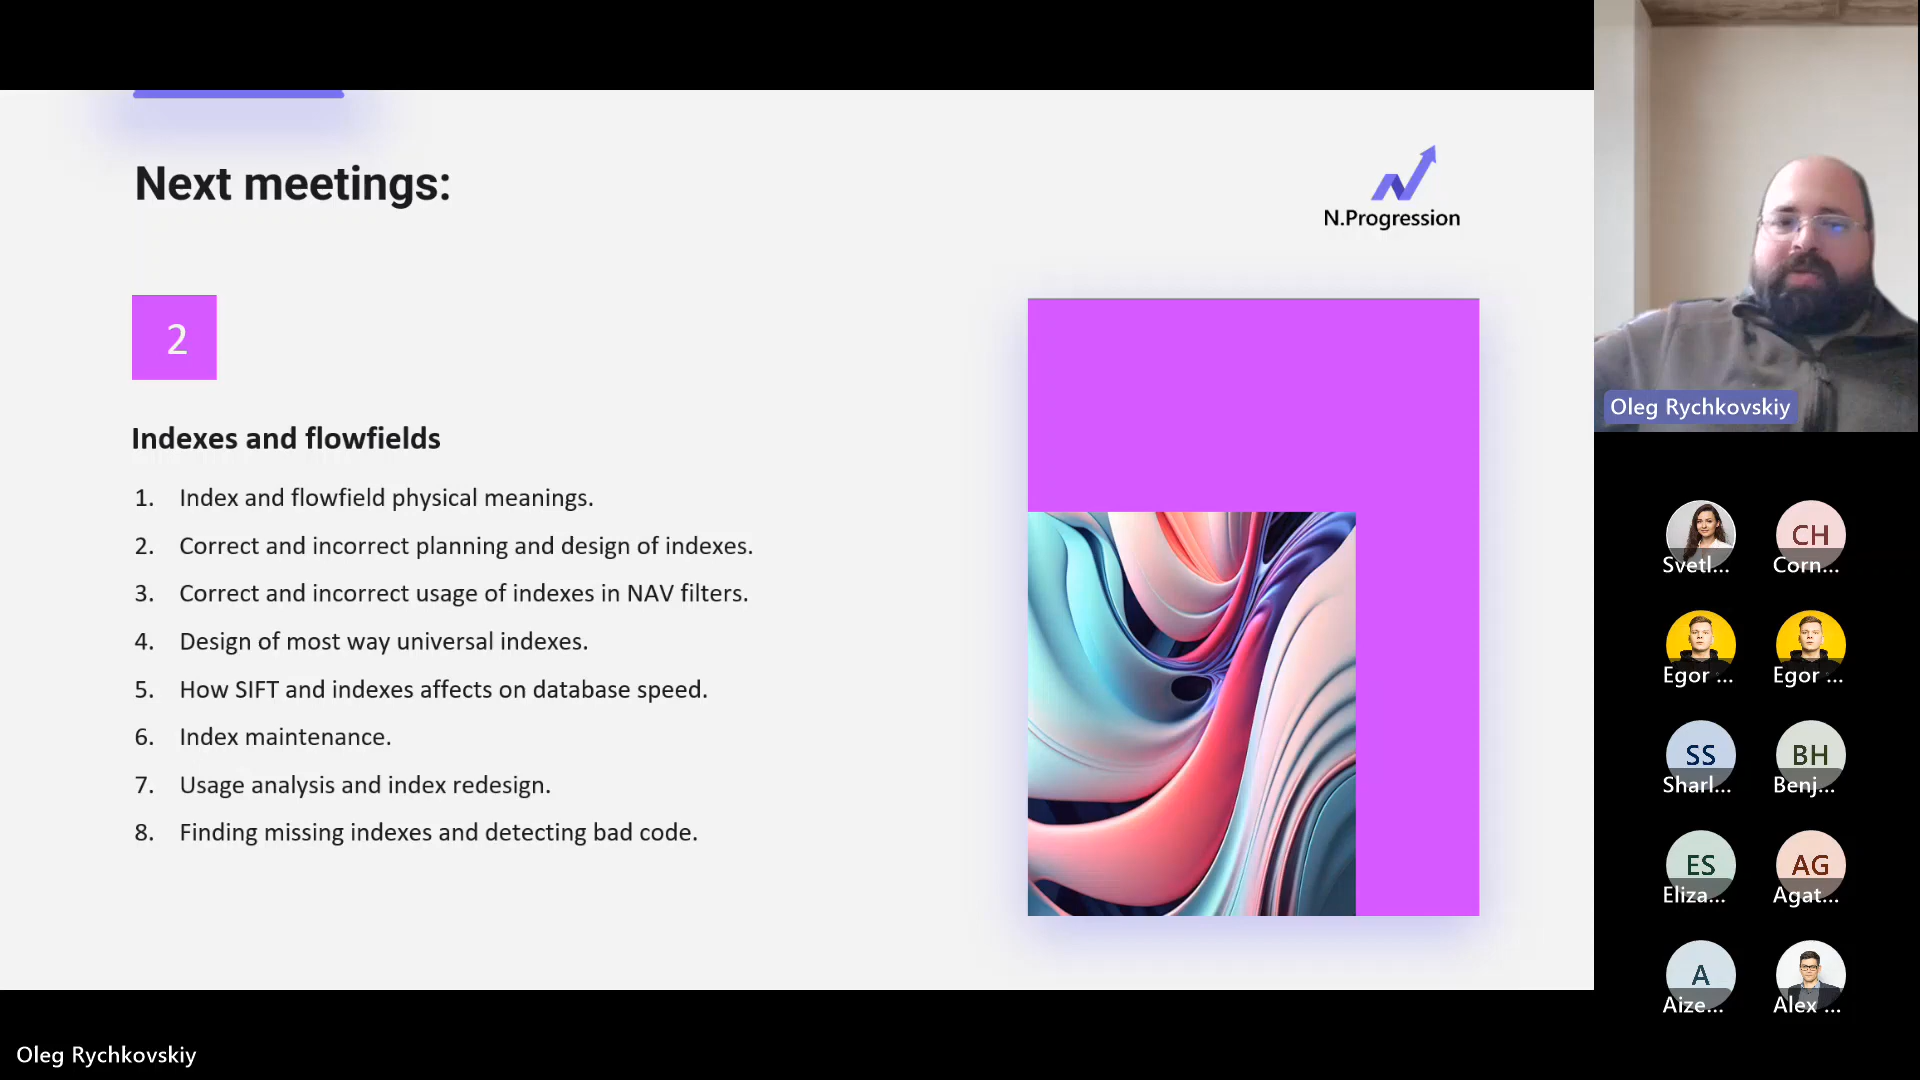 Next meetings:
N.Progression
2
Indexes and flowfields
1. Index and flowfield physical meanings.
2. Correct and incorrect planning and design of indexes.
3. Correct and incorrect usage of indexes in NAV filters.
4. Design of most way universal indexes.
5. How SIFT and indexes affects on database speed.
6. Index maintenance.
7. Usage analysis and index redesign.
8. Finding missing indexes and detecting bad code.
Oleg Rychkovskiy
Svetl...
CH
Corn...
Egor ...
Egor ...
SS
Sharl...
BH
Benj...
ES
Eliza...
AG
Agat...
A
Aize...
Alex ...
Oleg Rychkovskiy